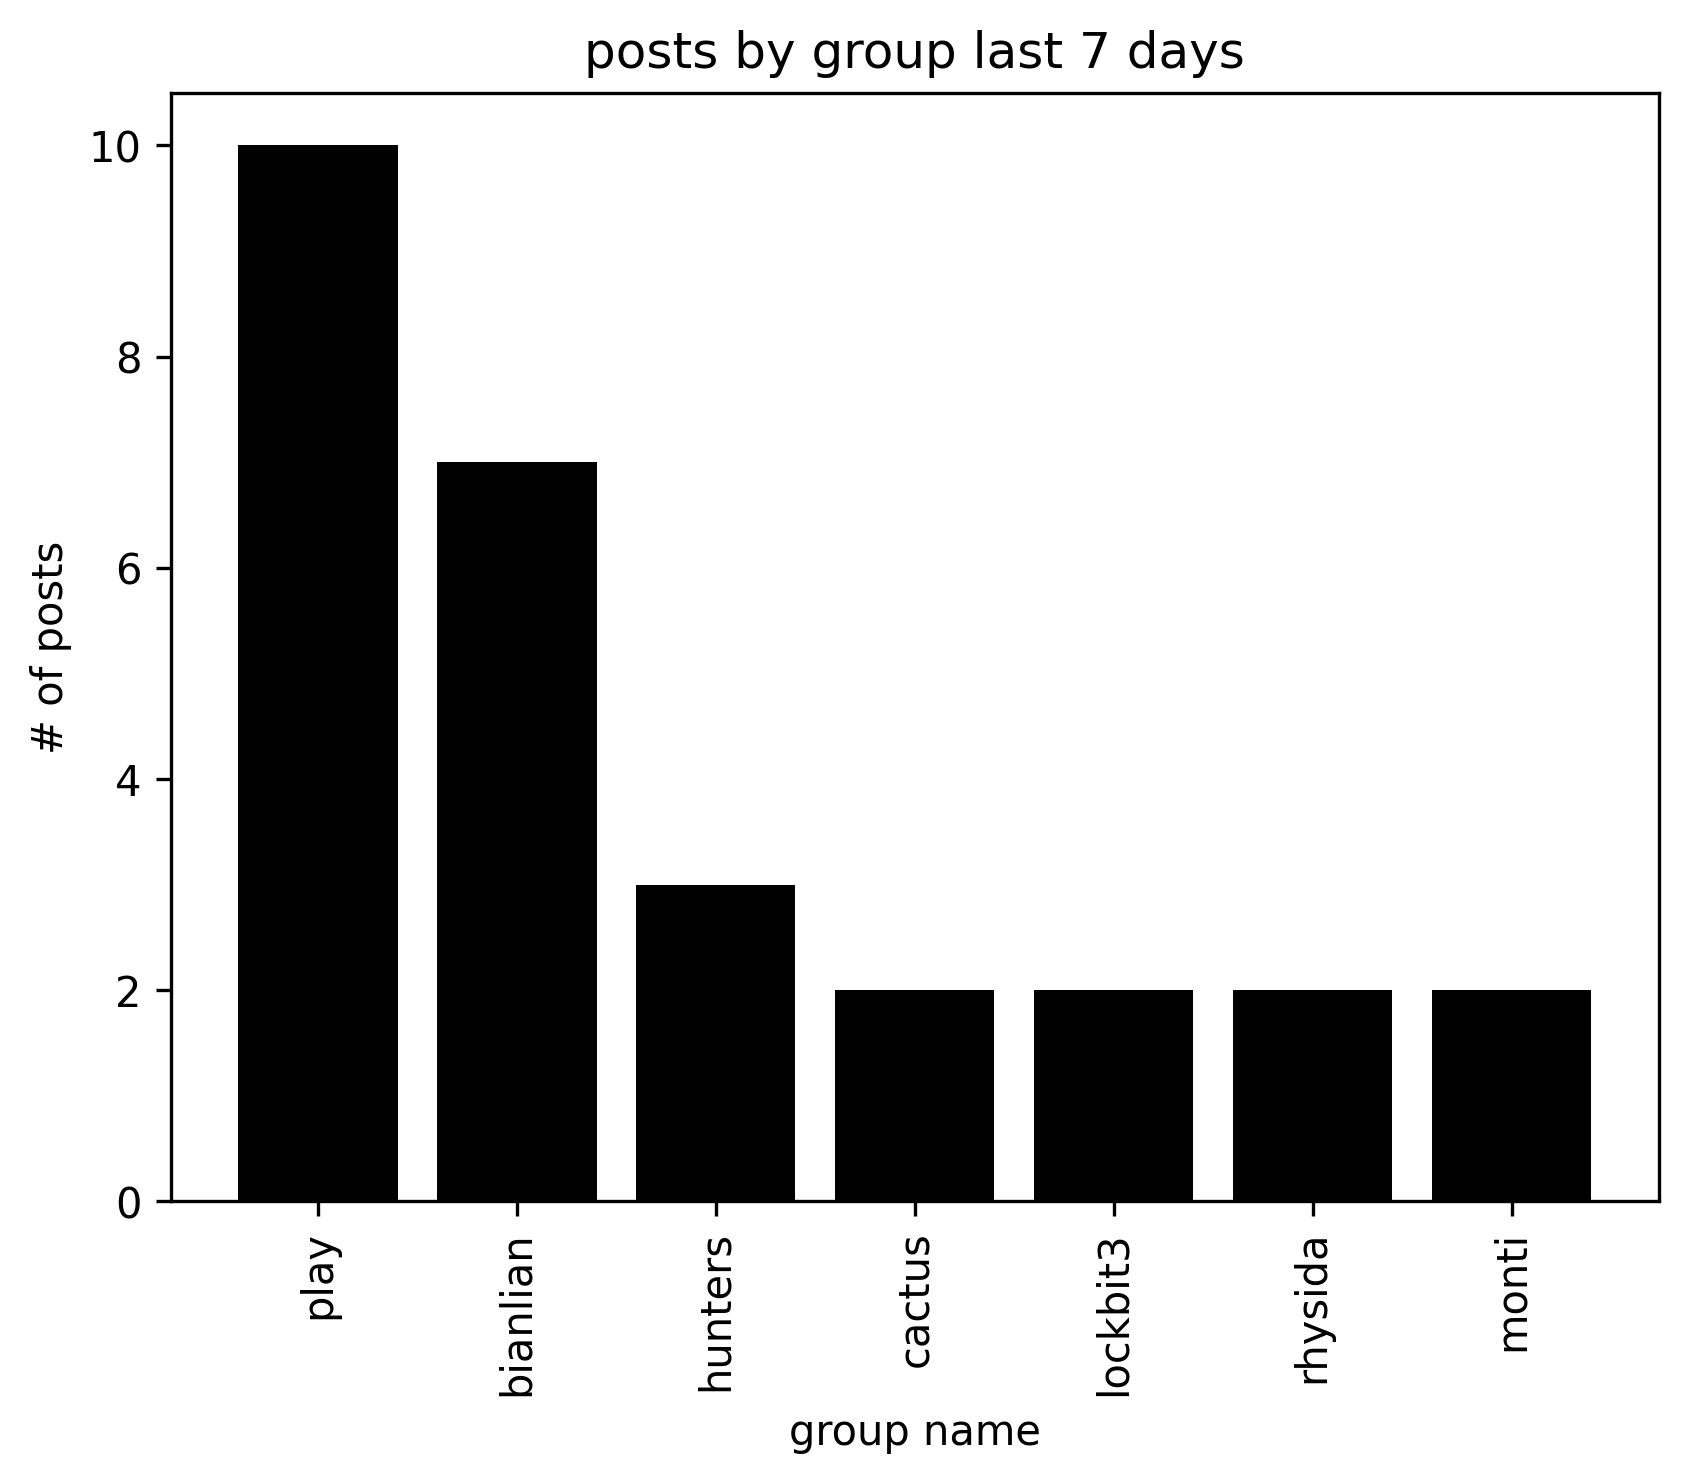 posts by group last 7 days
# of posts
10
8
6
4
2
0
play
bianlian
hunters
cactus
lockbit3
rhysida
monti
group name